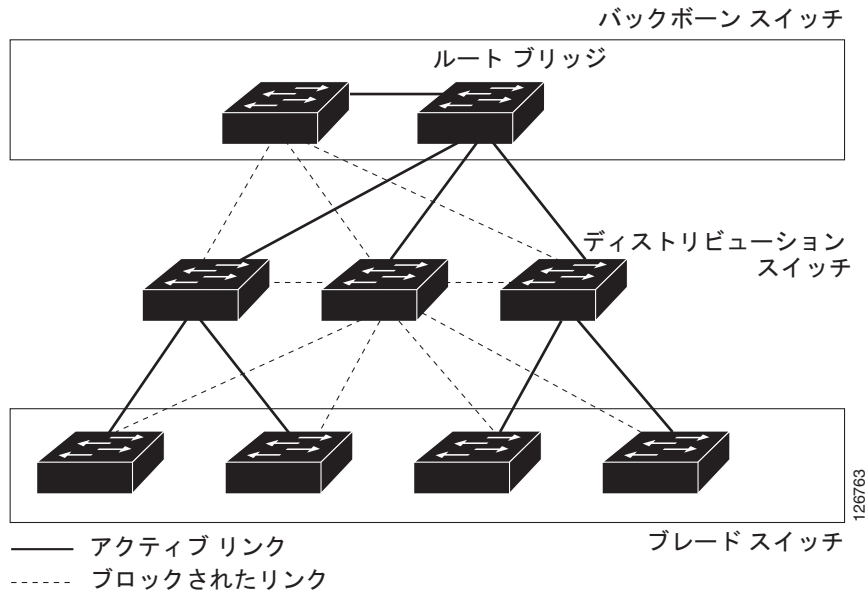 バックボーン スイッチ
ルート ブリッジ
ディストリビューション
スイッチ
126763
ブレード スイッチ
アクティブ リンク
ブロックされたリンク